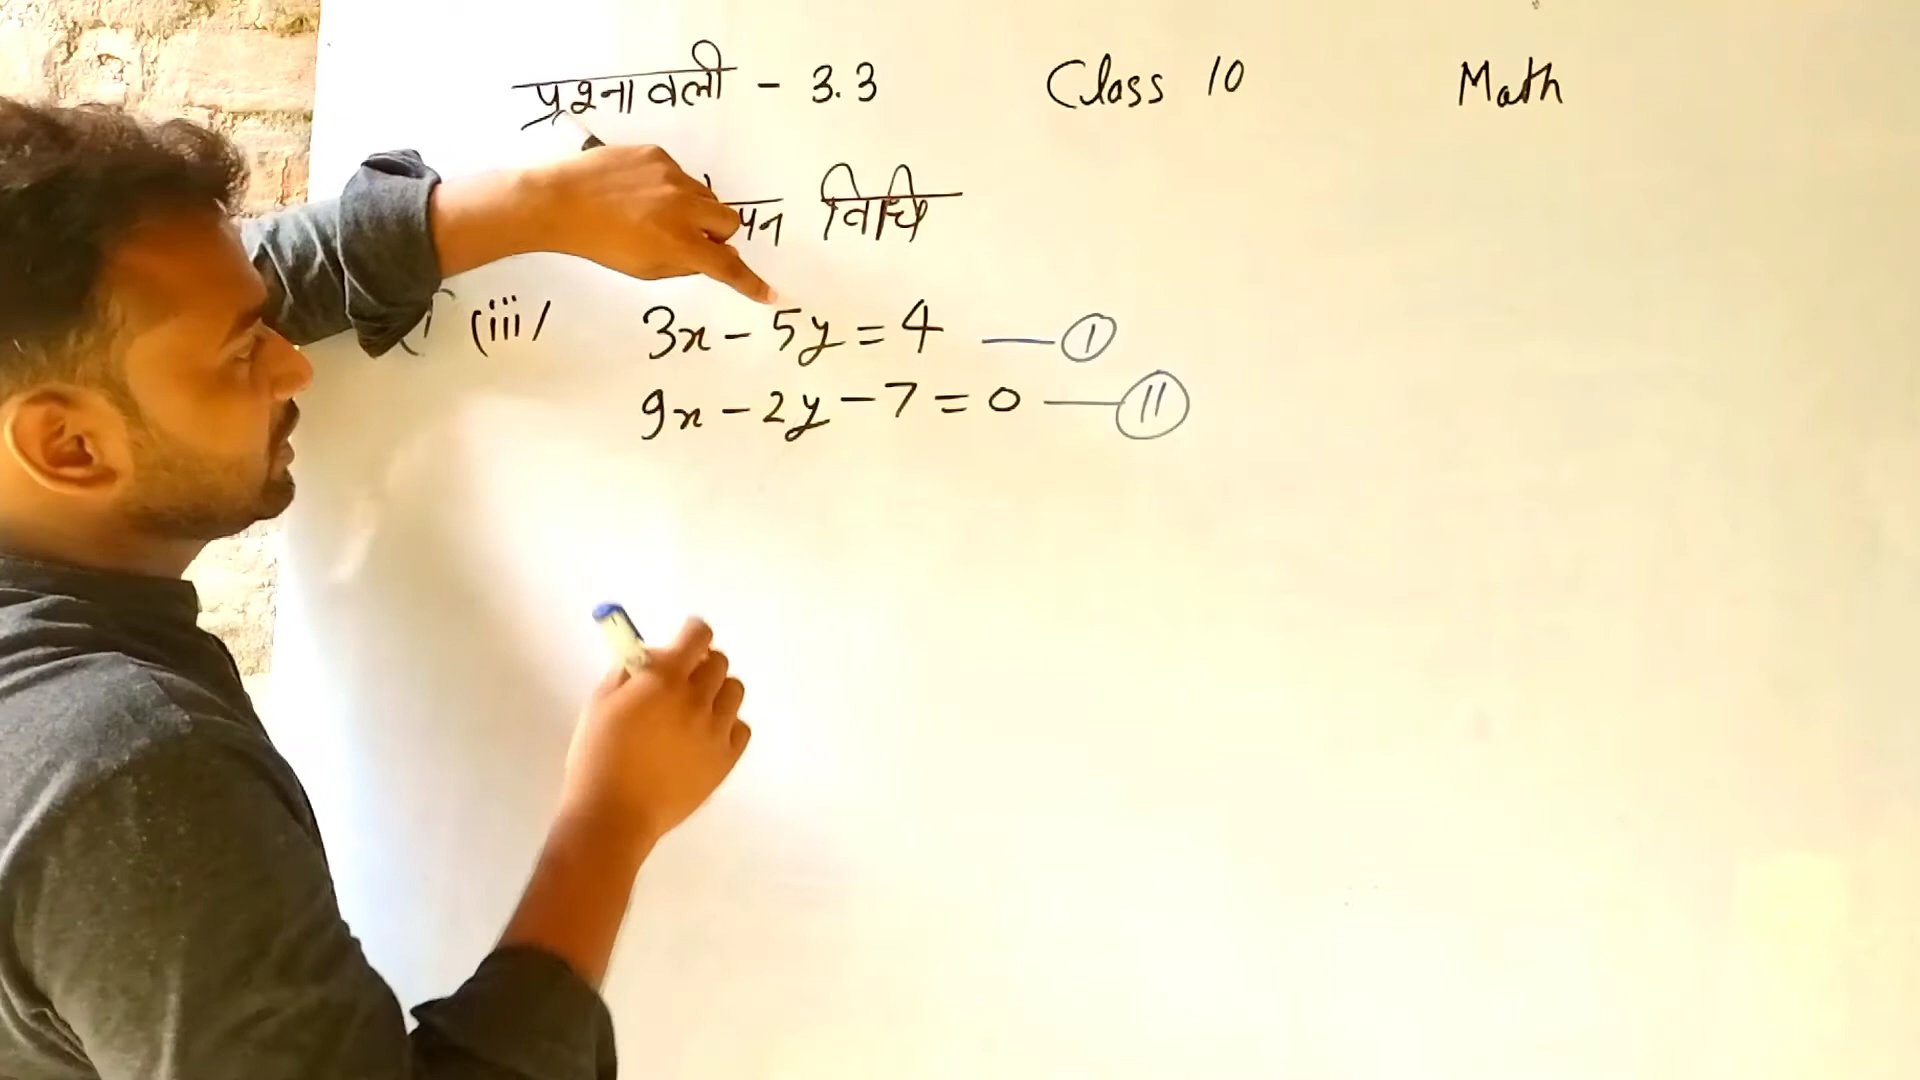 प्रश्नावली - 3.3 Class 10 Math
विधि
(iii) 3x - 5y = 4 — ①
9x - 2y - 7 = 0 — ⑪